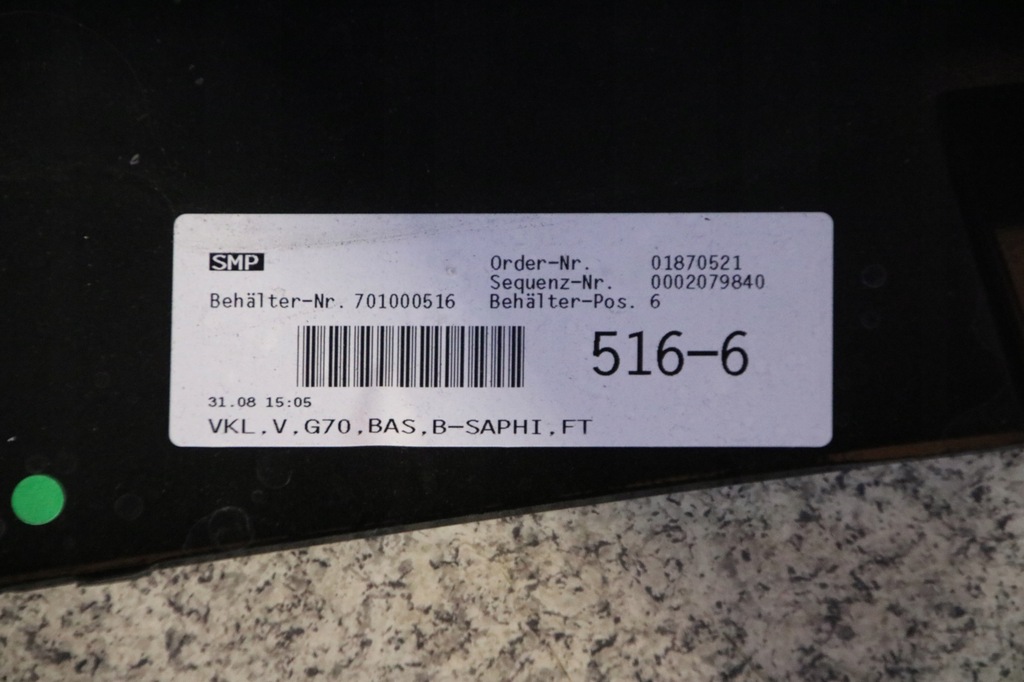 SMP
Order-Nr. 01870521
Sequenz-Nr. 0002079840
Behälter-Nr. 701000516 Behälter-Pos. 6
516-6
31.08 15:05
VKL,V,G70,BAS,B-SAPHI,FT